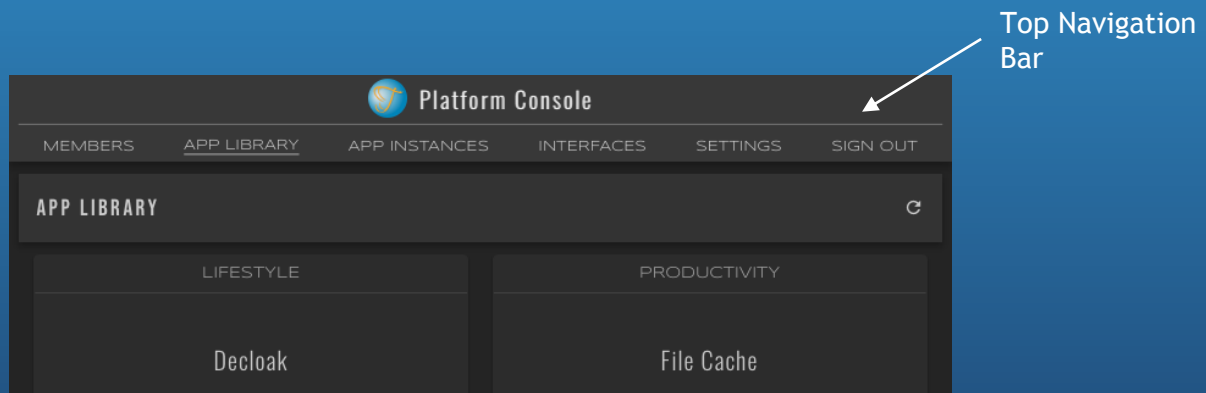 Top Navigation
Bar
Platform Console
MEMBERS APP LIBRARY APP INSTANCES INTERFACES SETTINGS SIGN OUT
APP LIBRARY
LIFESTYLE PRODUCTIVITY
Decloak File Cache